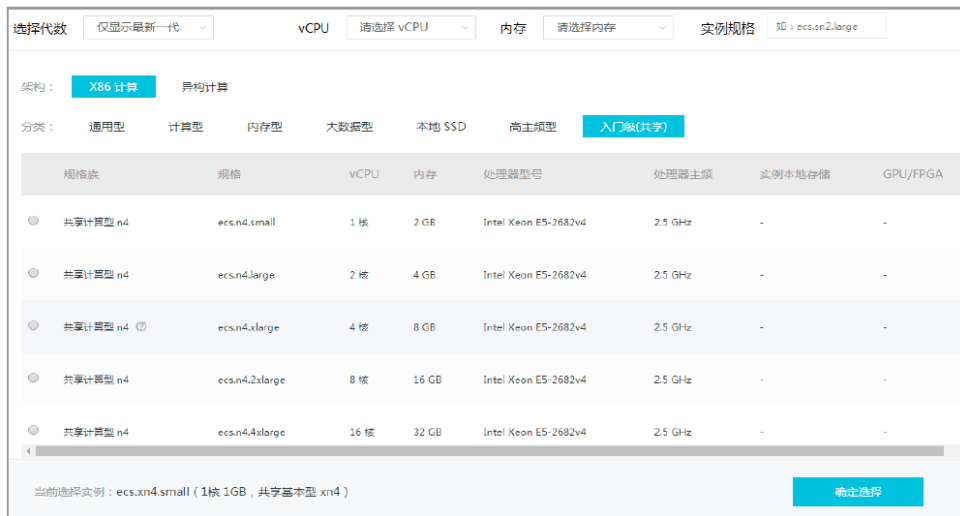 选择代数 仅显示最新一代 vCPU 请选择 vCPU 内存 请选择内存 实例规格 如：ecs.sn2.large
架构： X86 计算 异构计算
分类： 通用型 计算型 内存型 大数据型 本地 SSD 高主频型 入门级(共享)
规格族 规格 vCPU 内存 处理器型号 处理器主频 实例本地存储 GPU/FPGA
共享计算型 n4 ecs.n4.small 1 核 2 GB Intel Xeon E5-2682v4 2.5 GHz - -
共享计算型 n4 ecs.n4.large 2 核 4 GB Intel Xeon E5-2682v4 2.5 GHz - -
共享计算型 n4 ? ecs.n4.xlarge 4 核 8 GB Intel Xeon E5-2682v4 2.5 GHz - -
共享计算型 n4 ecs.n4.2xlarge 8 核 16 GB Intel Xeon E5-2682v4 2.5 GHz - -
共享计算型 n4 ecs.n4.4xlarge 16 核 32 GB Intel Xeon E5-2682v4 2.5 GHz - -
当前选择实例：ecs.xn4.small（1核 1GB，共享基本型 xn4） 确定选择